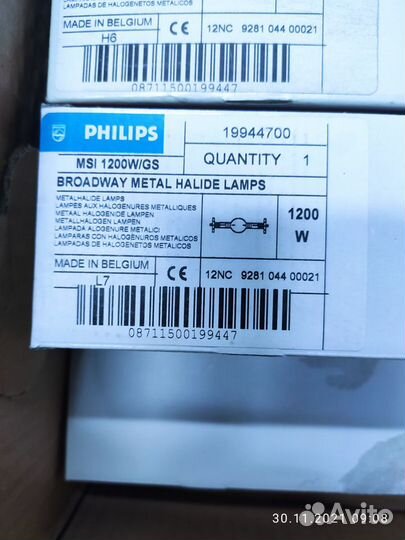 LAMPADAS DE HALOGENETOS METALICOS
MADE IN BELGIUM
H6
CE
12NC 9281 044 00021
08711500199447
PHILIPS
19944700
MSI 1200W/GS
QUANTITY 1
BROADWAY METAL HALIDE LAMPS
METALHALIDE LAMPS
LAMPES AUX HALOGENURES METALLIQUES
METAAL HALOGENIDE LAMPEN
METALLHALOGEN LAMPEN
LAMPADA ALOGENURE METALICI
LAMPARAS CON HALOGENUROS METALICOS
LAMPADAS DE HALOGENETOS METALICOS
1200
W
MADE IN BELGIUM
L7
CE
12NC 9281 044 00021
08711500199447
30.11.2021 09:08
Avito